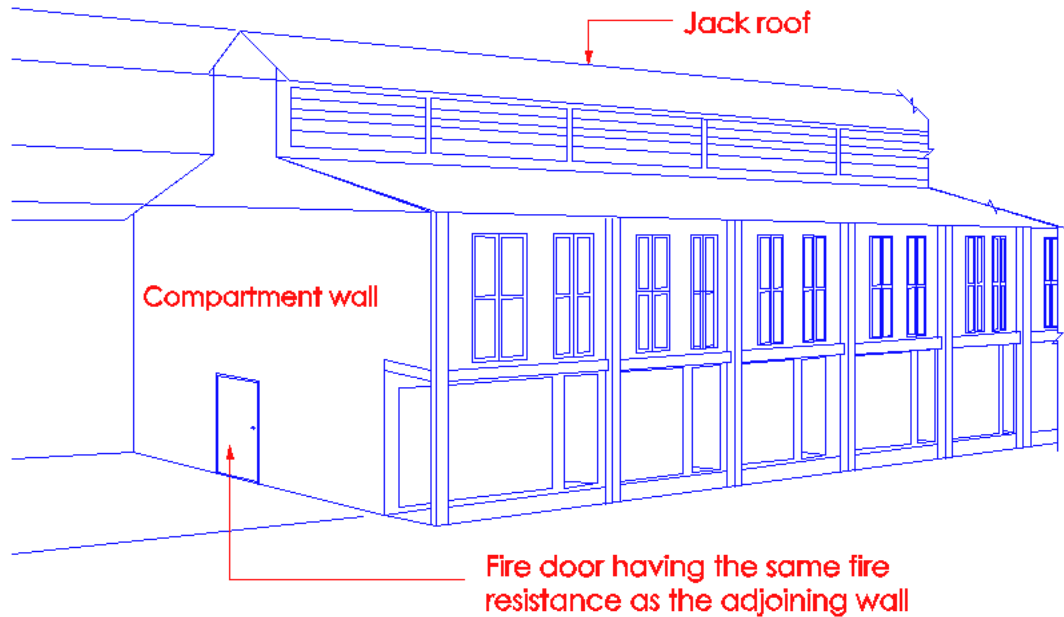 Jack roof
Compartment wall
Fire door having the same fire
resistance as the adjoining wall